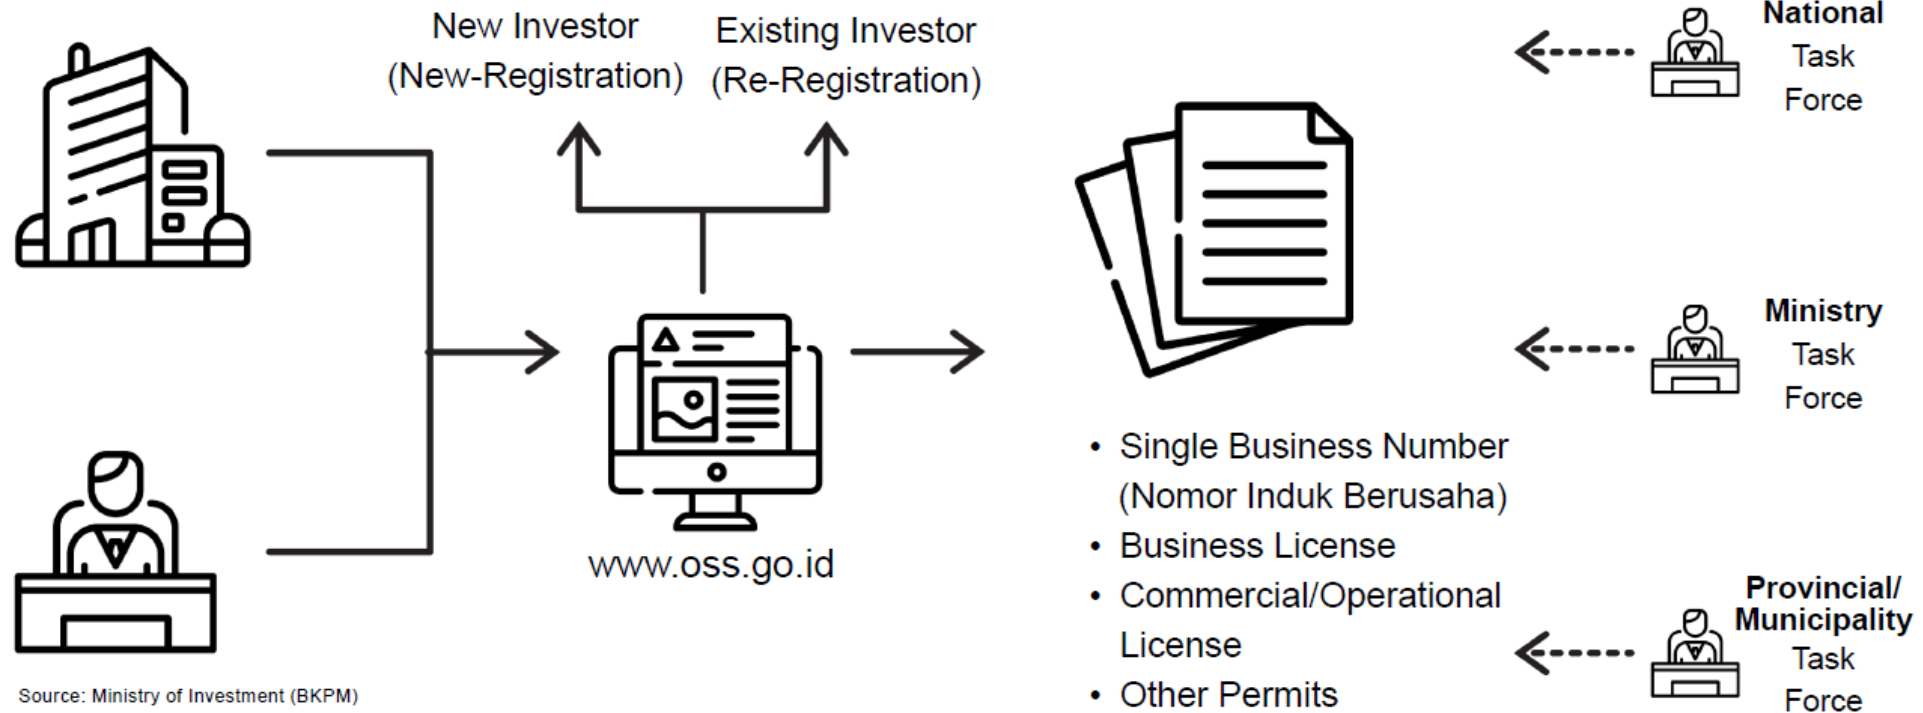 New Investor
(New-Registration)
Existing Investor
(Re-Registration)
www.oss.go.id
• Single Business Number
(Nomor Induk Berusaha)
• Business License
• Commercial/Operational
License
• Other Permits
National
Task
Force
Ministry
Task
Force
Provincial/
Municipality
Task
Force
Source: Ministry of Investment (BKPM)